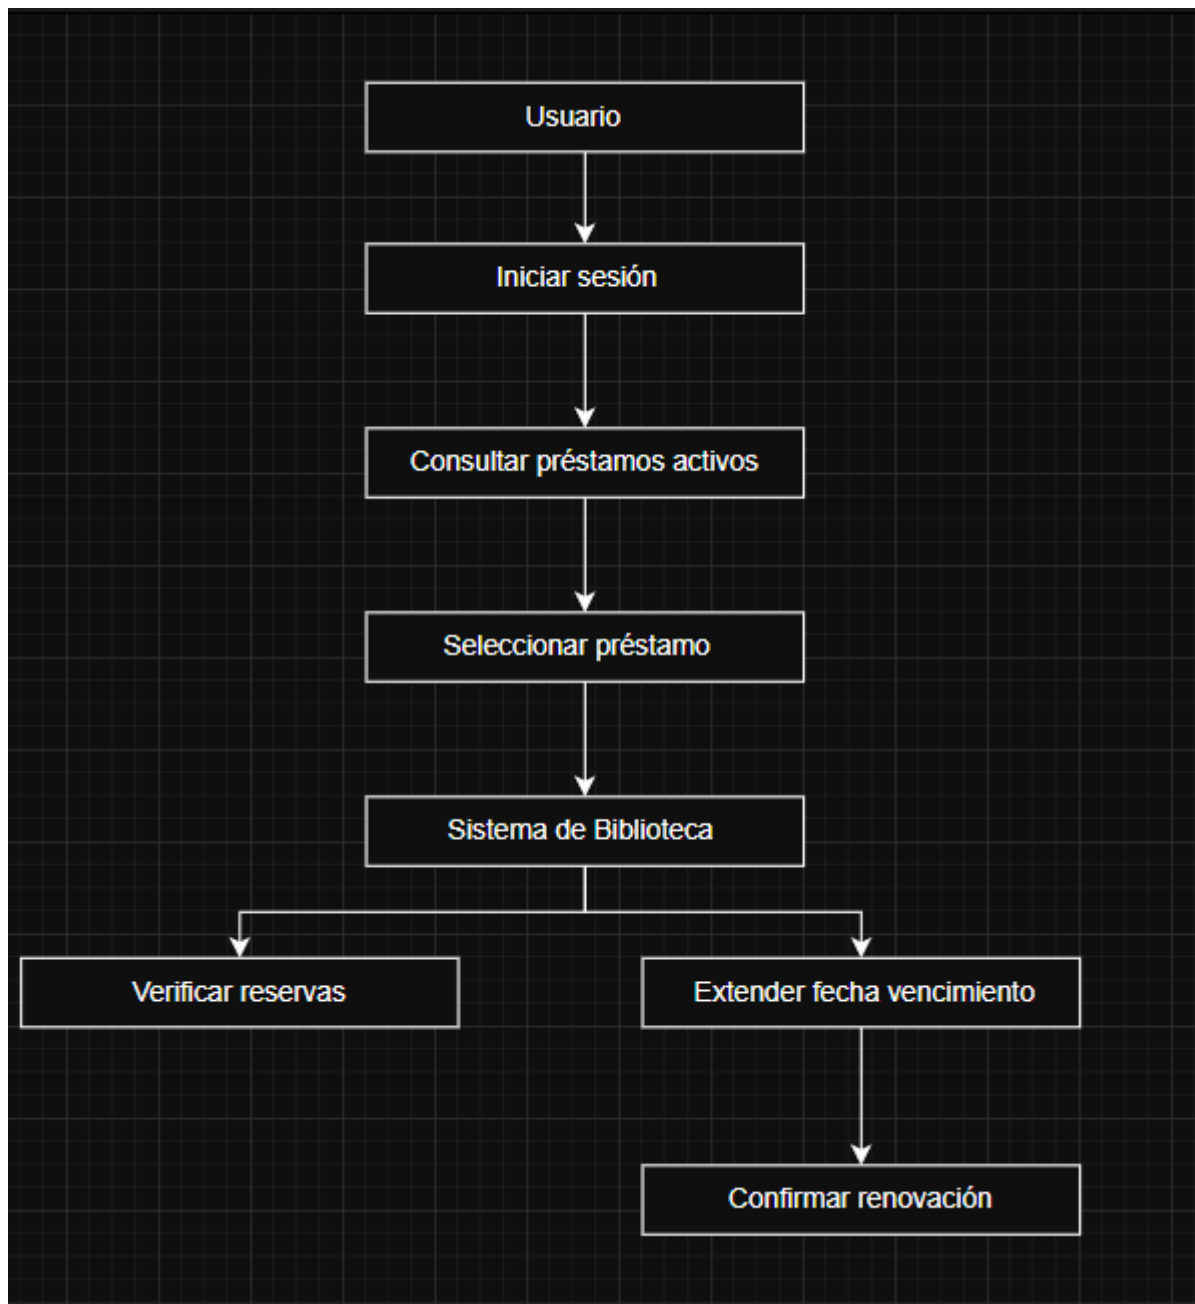 Usuario
Iniciar sesión
Consultar préstamos activos
Seleccionar préstamo
Sistema de Biblioteca
Verificar reservas
Extender fecha vencimiento
Confirmar renovación